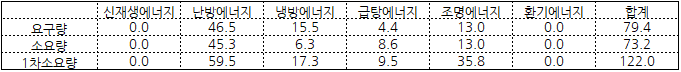 신재생에너지 난방에너지 냉방에너지 급탕에너지 조명에너지 환기에너지 합계
요구량 0.0 46.5 15.5 4.4 13.0 0.0 79.4
소요량 0.0 45.3 6.3 8.6 13.0 0.0 73.2
1차소요량 0.0 59.5 17.3 9.5 35.8 0.0 122.0